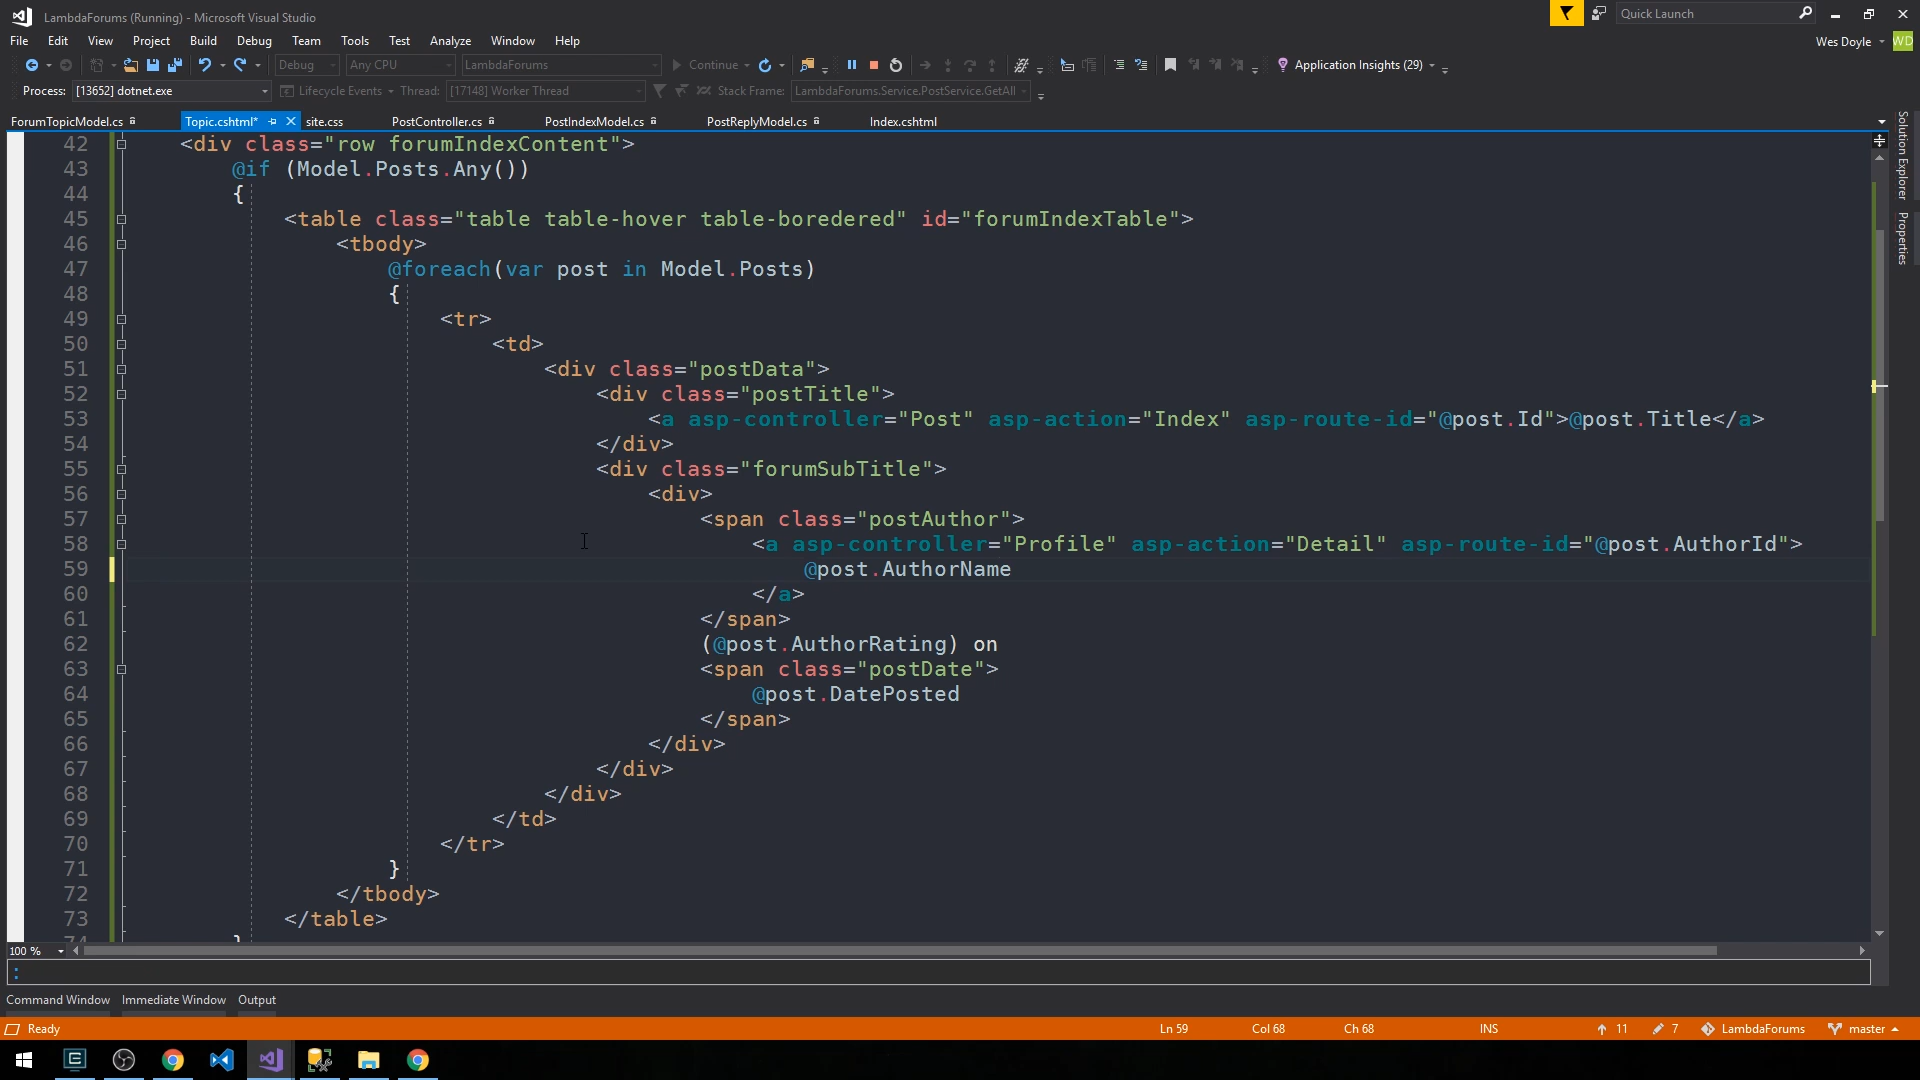 LambdaForums (Running) - Microsoft Visual Studio
Quick Launch
File Edit View Project Build Debug Team Tools Test Analyze Window Help
Wes Doyle WD
Debug Any CPU LambdaForums Continue Application Insights (29)
Process: [13652] dotnet.exe Lifecycle Events Thread: [17148] Worker Thread Stack Frame: LambdaForums.Service.PostService.GetAll
ForumTopicModel.cs Topic.cshtml* site.css PostController.cs PostIndexModel.cs PostReplyModel.cs Index.cshtml
Solution Explorer
Properties
42 <div class="row forumIndexContent">
43 @if (Model.Posts.Any())
44 {
45 <table class="table table-hover table-boredered" id="forumIndexTable">
46 <tbody>
47 @foreach(var post in Model.Posts)
48 {
49 <tr>
50 <td>
51 <div class="postData">
52 <div class="postTitle">
53 <a asp-controller="Post" asp-action="Index" asp-route-id="@post.Id">@post.Title</a>
54 </div>
55 <div class="forumSubTitle">
56 <div>
57 <span class="postAuthor">
58 <a asp-controller="Profile" asp-action="Detail" asp-route-id="@post.AuthorId">
59 @post.AuthorName
60 </a>
61 </span>
62 (@post.AuthorRating) on
63 <span class="postDate">
64 @post.DatePosted
65 </span>
66 </div>
67 </div>
68 </div>
69 </td>
70 </tr>
71 }
72 </tbody>
73 </table>
74 }
100 %
:
Command Window Immediate Window Output
Ready Ln 59 Col 68 Ch 68 INS 11 7 LambdaForums master